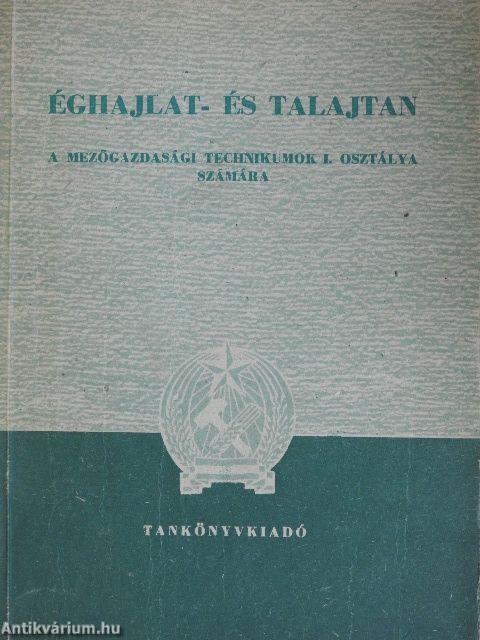 ÉGHAJLAT- ÉS TALAJTAN
A MEZŐGAZDASÁGI TECHNIKUMOK I. OSZTÁLYA
SZÁMÁRA
TANKÖNYVKIADÓ
Antikvárium.hu